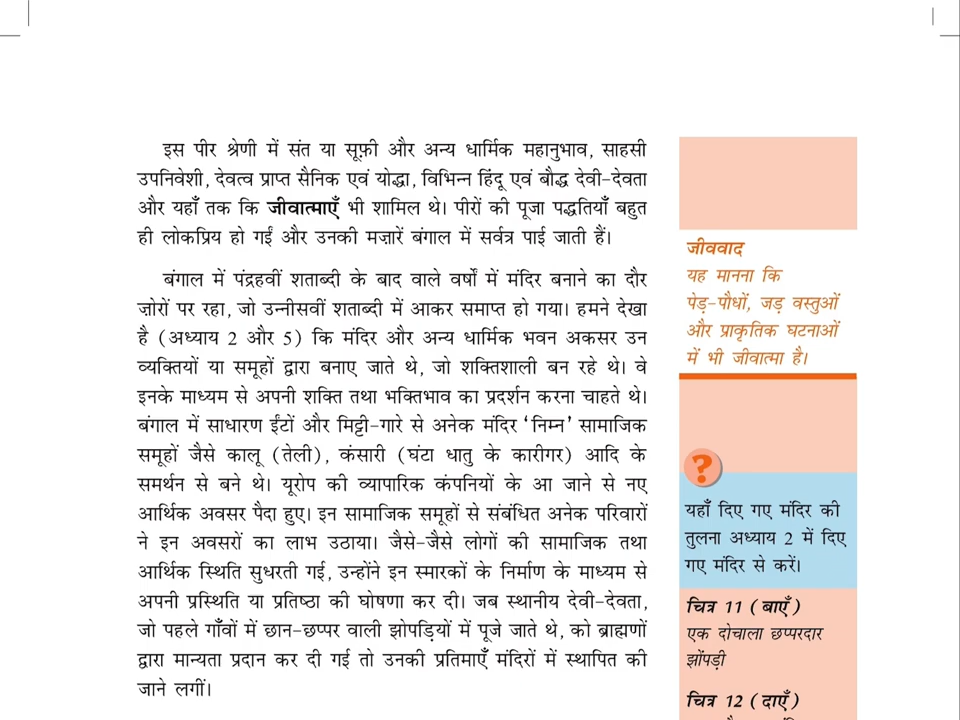 इस पीर श्रेणी में संत या सूफ़ी और अन्य धार्मिक महानुभाव, साहसी
उपनिवेशी, देवत्व प्राप्त सैनिक एवं योद्धा, विभिन्न हिंदू एवं बौद्ध देवी-देवता
और यहाँ तक कि जीवात्माएँ भी शामिल थे। पीरों की पूजा पद्धतियाँ बहुत
ही लोकप्रिय हो गईं और उनकी मज़ारें बंगाल में सर्वत्र पाई जाती हैं।
बंगाल में पंद्रहवीं शताब्दी के बाद वाले वर्षों में मंदिर बनाने का दौर
ज़ोरों पर रहा, जो उन्नीसवीं शताब्दी में आकर समाप्त हो गया। हमने देखा
है (अध्याय 2 और 5) कि मंदिर और अन्य धार्मिक भवन अकसर उन
व्यक्तियों या समूहों द्वारा बनाए जाते थे, जो शक्तिशाली बन रहे थे। वे
इनके माध्यम से अपनी शक्ति तथा भक्तिभाव का प्रदर्शन करना चाहते थे।
बंगाल में साधारण ईंटों और मिट्टी-गारे से अनेक मंदिर ‘निम्न’ सामाजिक
समूहों जैसे कालू (तेली), कंसारी (घंटा धातु के कारीगर) आदि के
समर्थन से बने थे। यूरोप की व्यापारिक कंपनियों के आ जाने से नए
आर्थिक अवसर पैदा हुए। इन सामाजिक समूहों से संबंधित अनेक परिवारों
ने इन अवसरों का लाभ उठाया। जैसे-जैसे लोगों की सामाजिक तथा
आर्थिक स्थिति सुधरती गई, उन्होंने इन स्मारकों के निर्माण के माध्यम से
अपनी प्रस्थिति या प्रतिष्ठा की घोषणा कर दी। जब स्थानीय देवी-देवता,
जो पहले गाँवों में छान-छप्पर वाली झोपड़ियों में पूजे जाते थे, को ब्राह्मणों
द्वारा मान्यता प्रदान कर दी गई तो उनकी प्रतिमाएँ मंदिरों में स्थापित की
जाने लगीं।
जीववाद
यह मानना कि
पेड़-पौधों, जड़ वस्तुओं
और प्राकृतिक घटनाओं
में भी जीवात्मा है।
?
यहाँ दिए गए मंदिर की
तुलना अध्याय 2 में दिए
गए मंदिर से करें।
चित्र 11 (बाएँ)
एक दोचाला छप्परदार
झोंपड़ी
चित्र 12 (दाएँ)